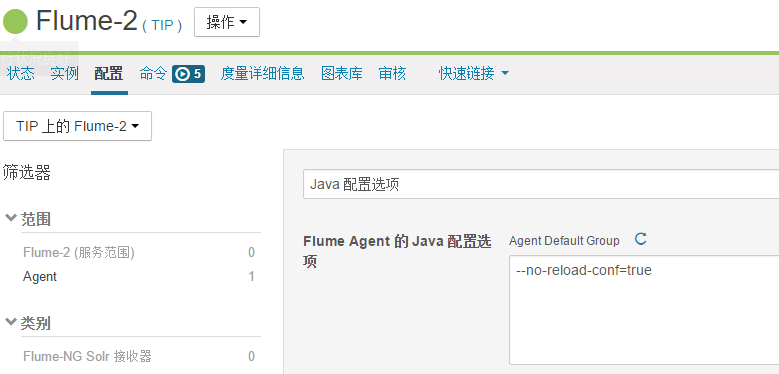 Flume-2 ( TIP ) 操作
状态 实例 配置 命令 5 度量详细信息 图表库 审核 快速链接
TIP 上的 Flume-2
筛选器
范围
Flume-2 (服务范围) 0
Agent 1
类别
Flume-NG Solr 接收器 0
Java 配置选项
Flume Agent 的 Java 配置选
项
Agent Default Group
--no-reload-conf=true